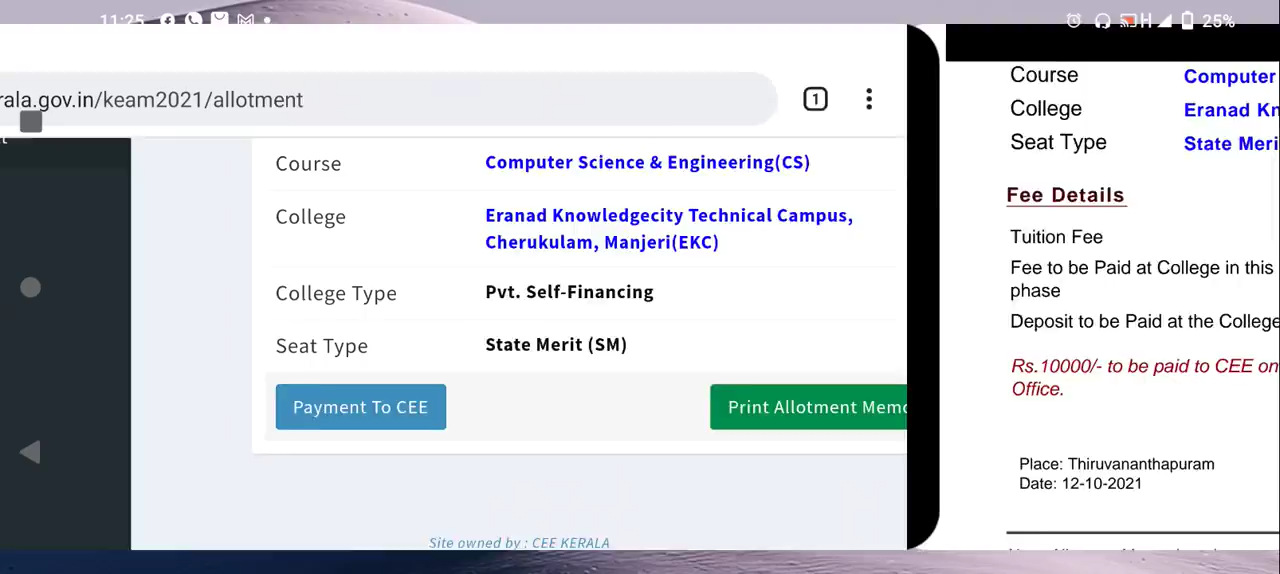 11:25
25%
rala.gov.in/keam2021/allotment
1
Course Computer Science & Engineering(CS)
College Eranad Knowledgecity Technical Campus,
Cherukulam, Manjeri(EKC)
College Type Pvt. Self-Financing
Seat Type State Merit (SM)
Payment To CEE
Print Allotment Memo
Site owned by : CEE KERALA
Course Computer
College Eranad Kn
Seat Type State Meri
Fee Details
Tuition Fee
Fee to be Paid at College in this
phase
Deposit to be Paid at the College
Rs.10000/- to be paid to CEE on
Office.
Place: Thiruvananthapuram
Date: 12-10-2021